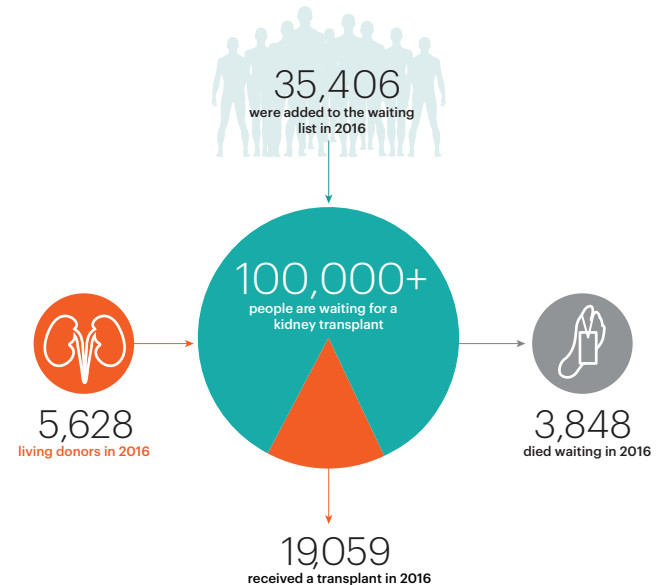 35,406
were added to the waiting
list in 2016
100,000+
people are waiting for a
kidney transplant
5,628
living donors in 2016
3,848
died waiting in 2016
19,059
received a transplant in 2016